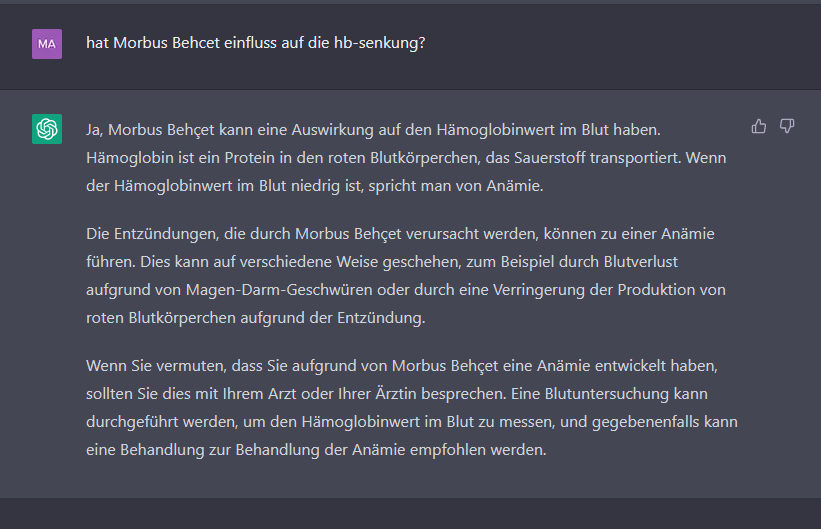 MA
hat Morbus Behcet einfluss auf die hb-senkung?
Ja, Morbus Behçet kann eine Auswirkung auf den Hämoglobinwert im Blut haben.
Hämoglobin ist ein Protein in den roten Blutkörperchen, das Sauerstoff transportiert. Wenn
der Hämoglobinwert im Blut niedrig ist, spricht man von Anämie.
Die Entzündungen, die durch Morbus Behçet verursacht werden, können zu einer Anämie
führen. Dies kann auf verschiedene Weise geschehen, zum Beispiel durch Blutverlust
aufgrund von Magen-Darm-Geschwüren oder durch eine Verringerung der Produktion von
roten Blutkörperchen aufgrund der Entzündung.
Wenn Sie vermuten, dass Sie aufgrund von Morbus Behçet eine Anämie entwickelt haben,
sollten Sie dies mit Ihrem Arzt oder Ihrer Ärztin besprechen. Eine Blutuntersuchung kann
durchgeführt werden, um den Hämoglobinwert im Blut zu messen, und gegebenenfalls kann
eine Behandlung zur Behandlung der Anämie empfohlen werden.